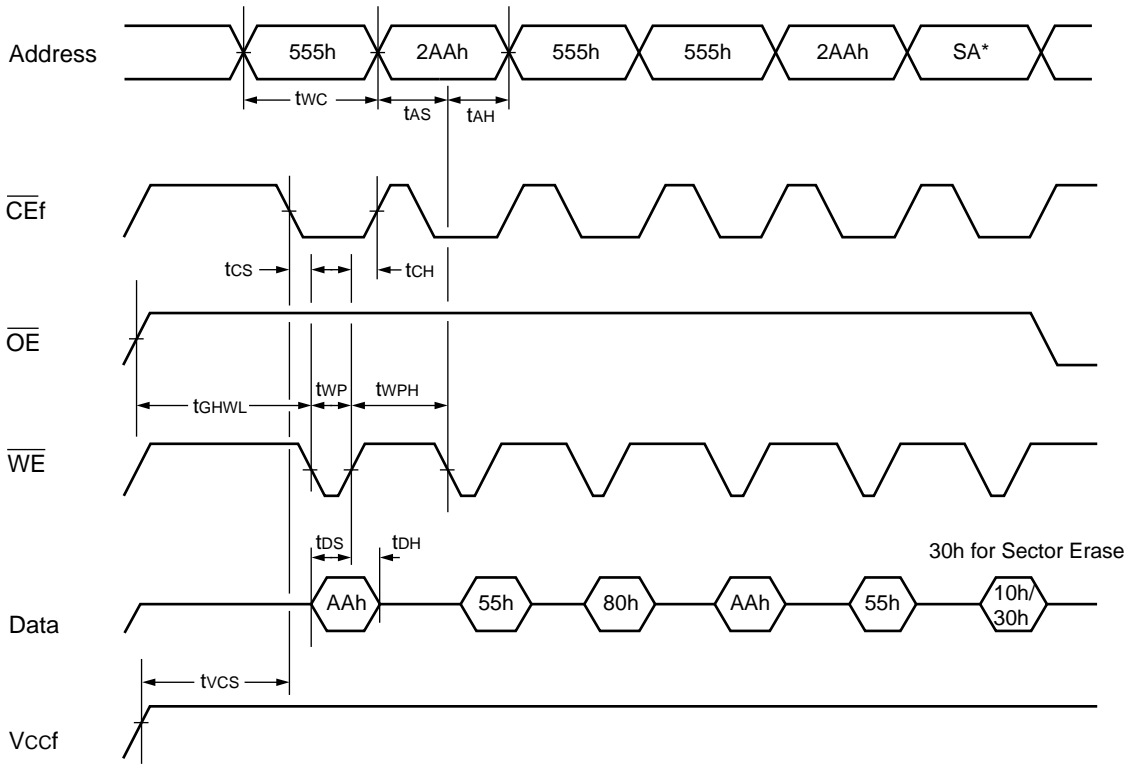 Address
555h 2AAh 555h 555h 2AAh SA*
tWC tAS tAH
CEf
tCS tCH
OE
tGHWL tWP tWPH
WE
tDS tDH
30h for Sector Erase
Data
AAh 55h 80h AAh 55h 10h/
30h
tVCS
VCCf